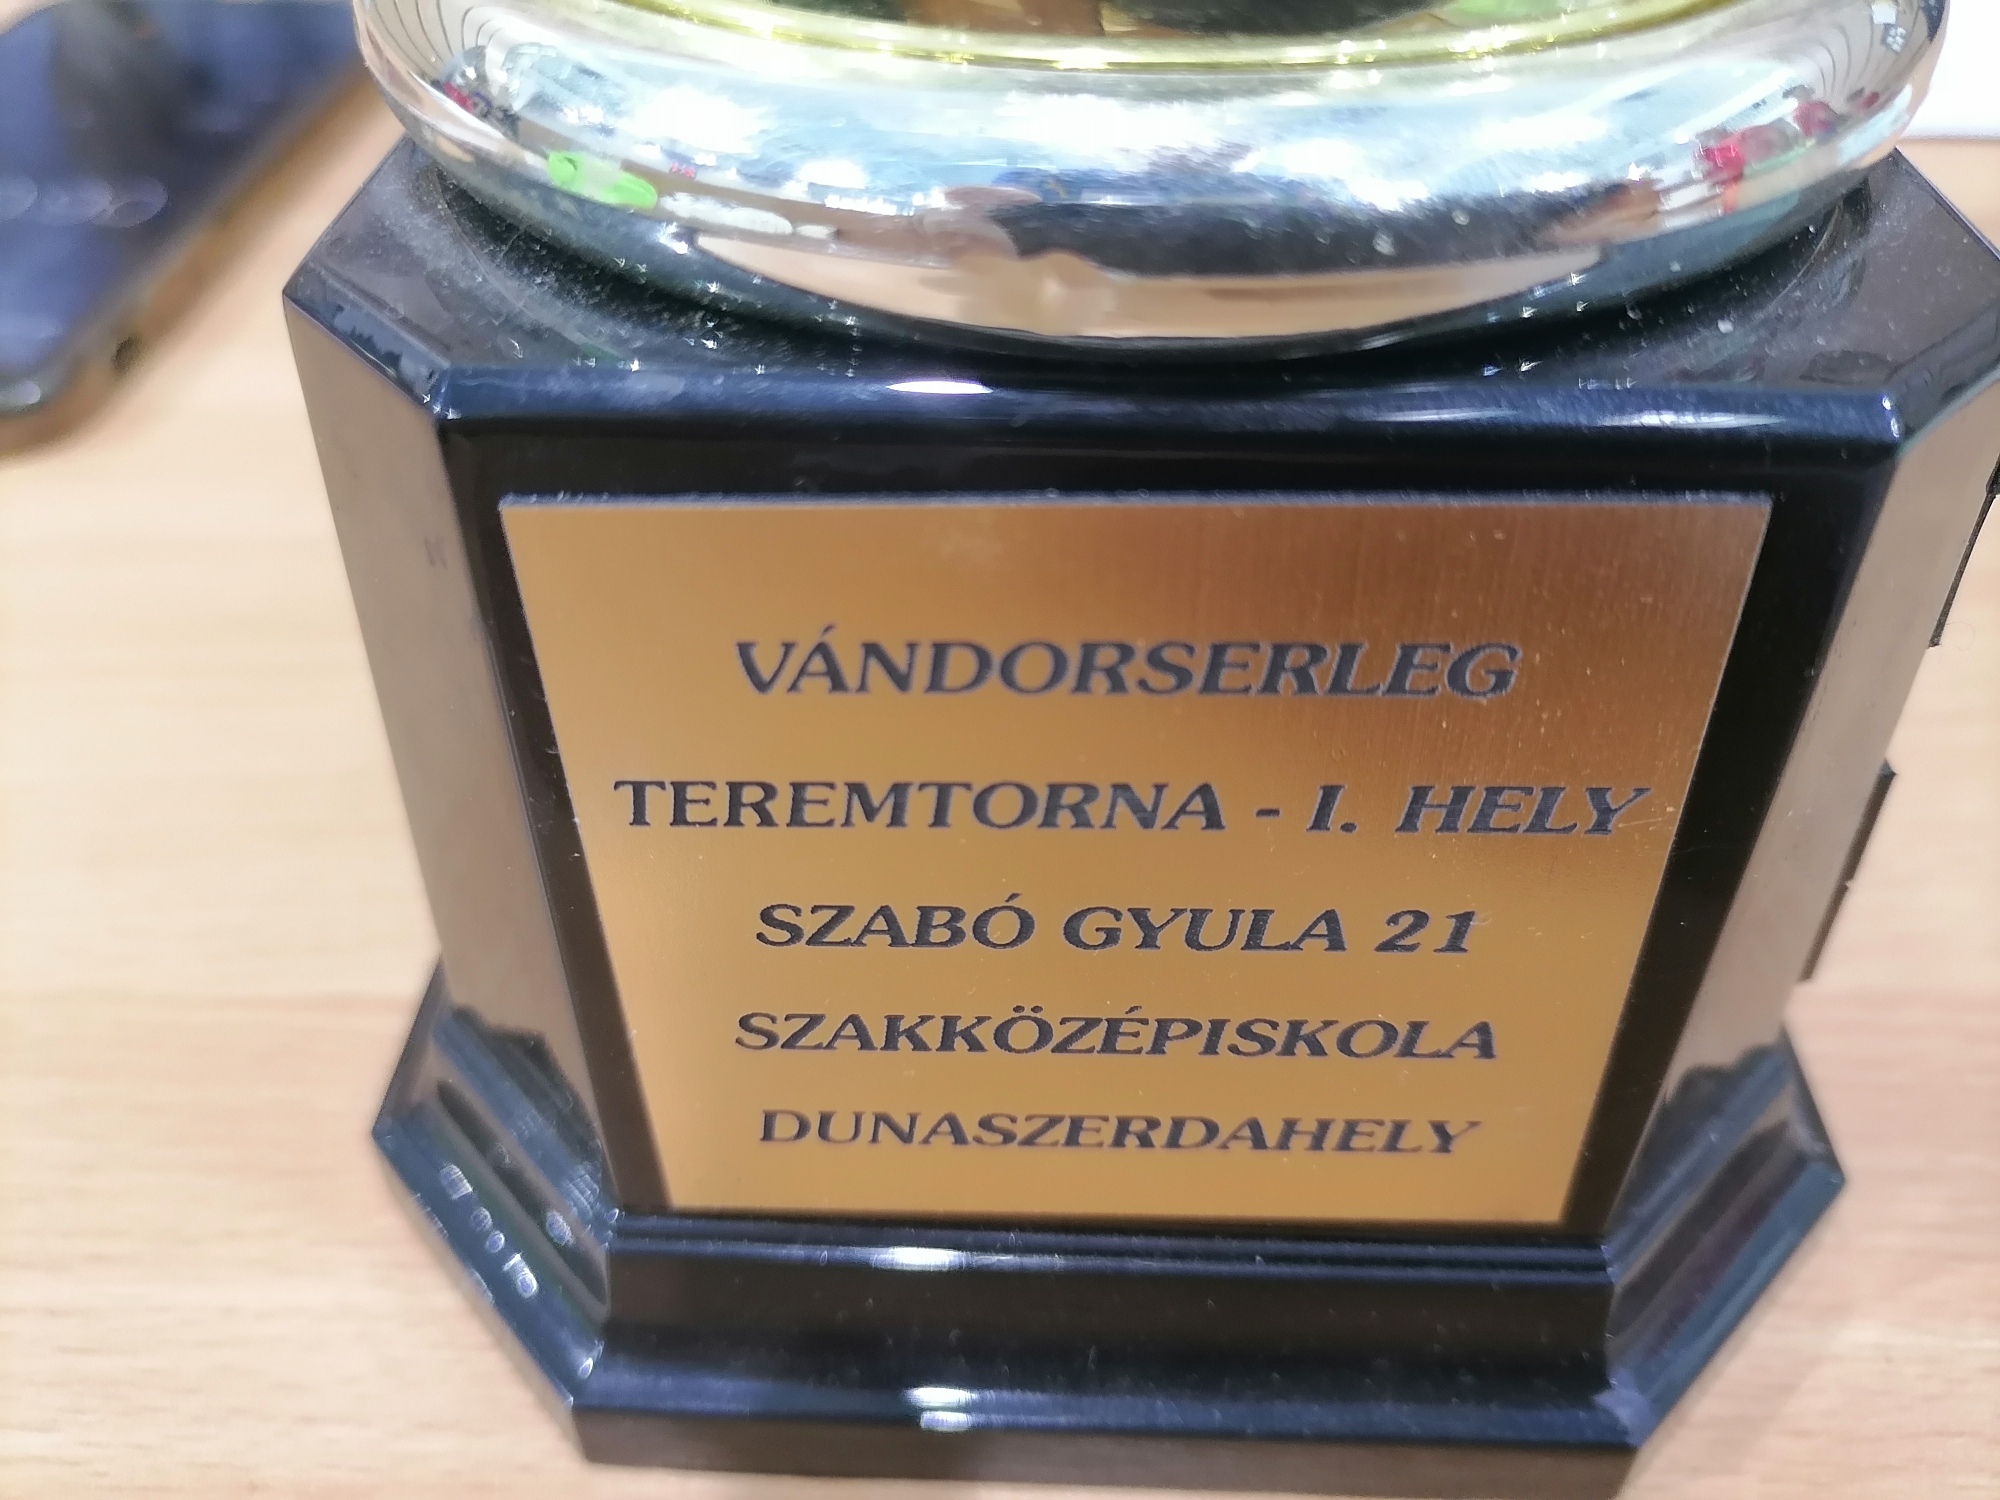 VÁNDORSERLEG
TEREMTORNA - I. HELY
SZABÓ GYULA 21
SZAKKÖZÉPISKOLA
DUNASZERDAHELY